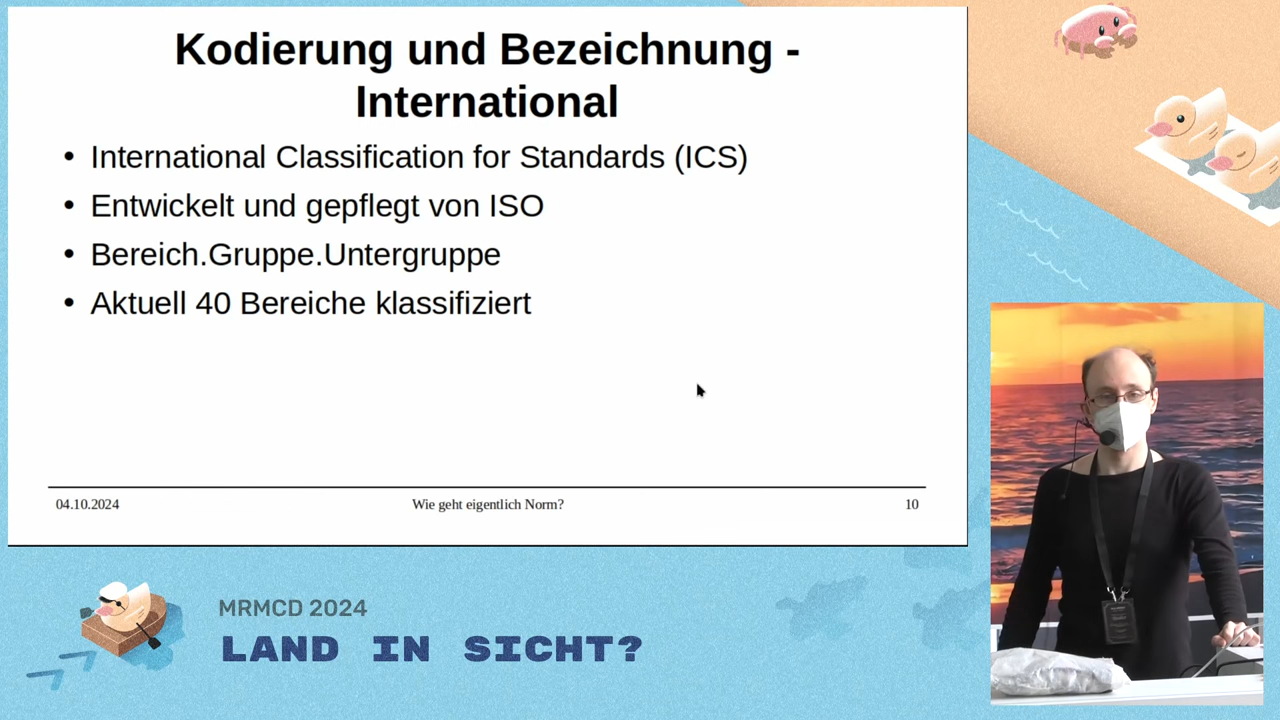 Kodierung und Bezeichnung -
International
• International Classification for Standards (ICS)
• Entwickelt und gepflegt von ISO
• Bereich.Gruppe.Untergruppe
• Aktuell 40 Bereiche klassifiziert
04.10.2024 Wie geht eigentlich Norm? 10
MRMCD 2024
LAND IN SICHT?